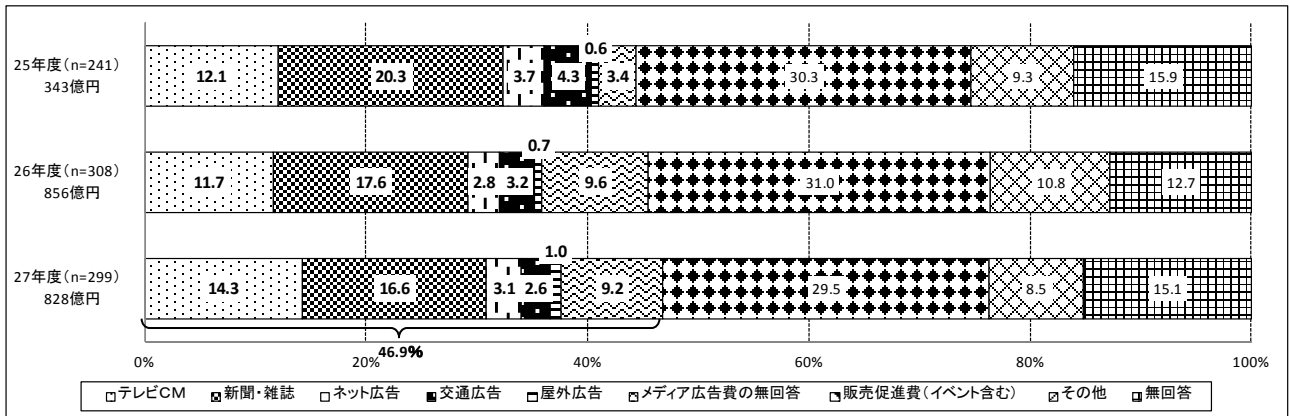 25年度(n=241)
343億円
12.1 20.3 3.7 4.3 0.6 3.4 30.3 9.3 15.9
26年度(n=308)
856億円
11.7 17.6 2.8 3.2 0.7 9.6 31.0 10.8 12.7
27年度(n=299)
828億円
14.3 16.6 3.1 2.6 1.0 9.2 29.5 8.5 15.1
46.9%
0% 20% 40% 60% 80% 100%
テレビCM 新聞・雑誌 ネット広告 交通広告 屋外広告 メディア広告費の無回答 販売促進費(イベント含む) その他 無回答